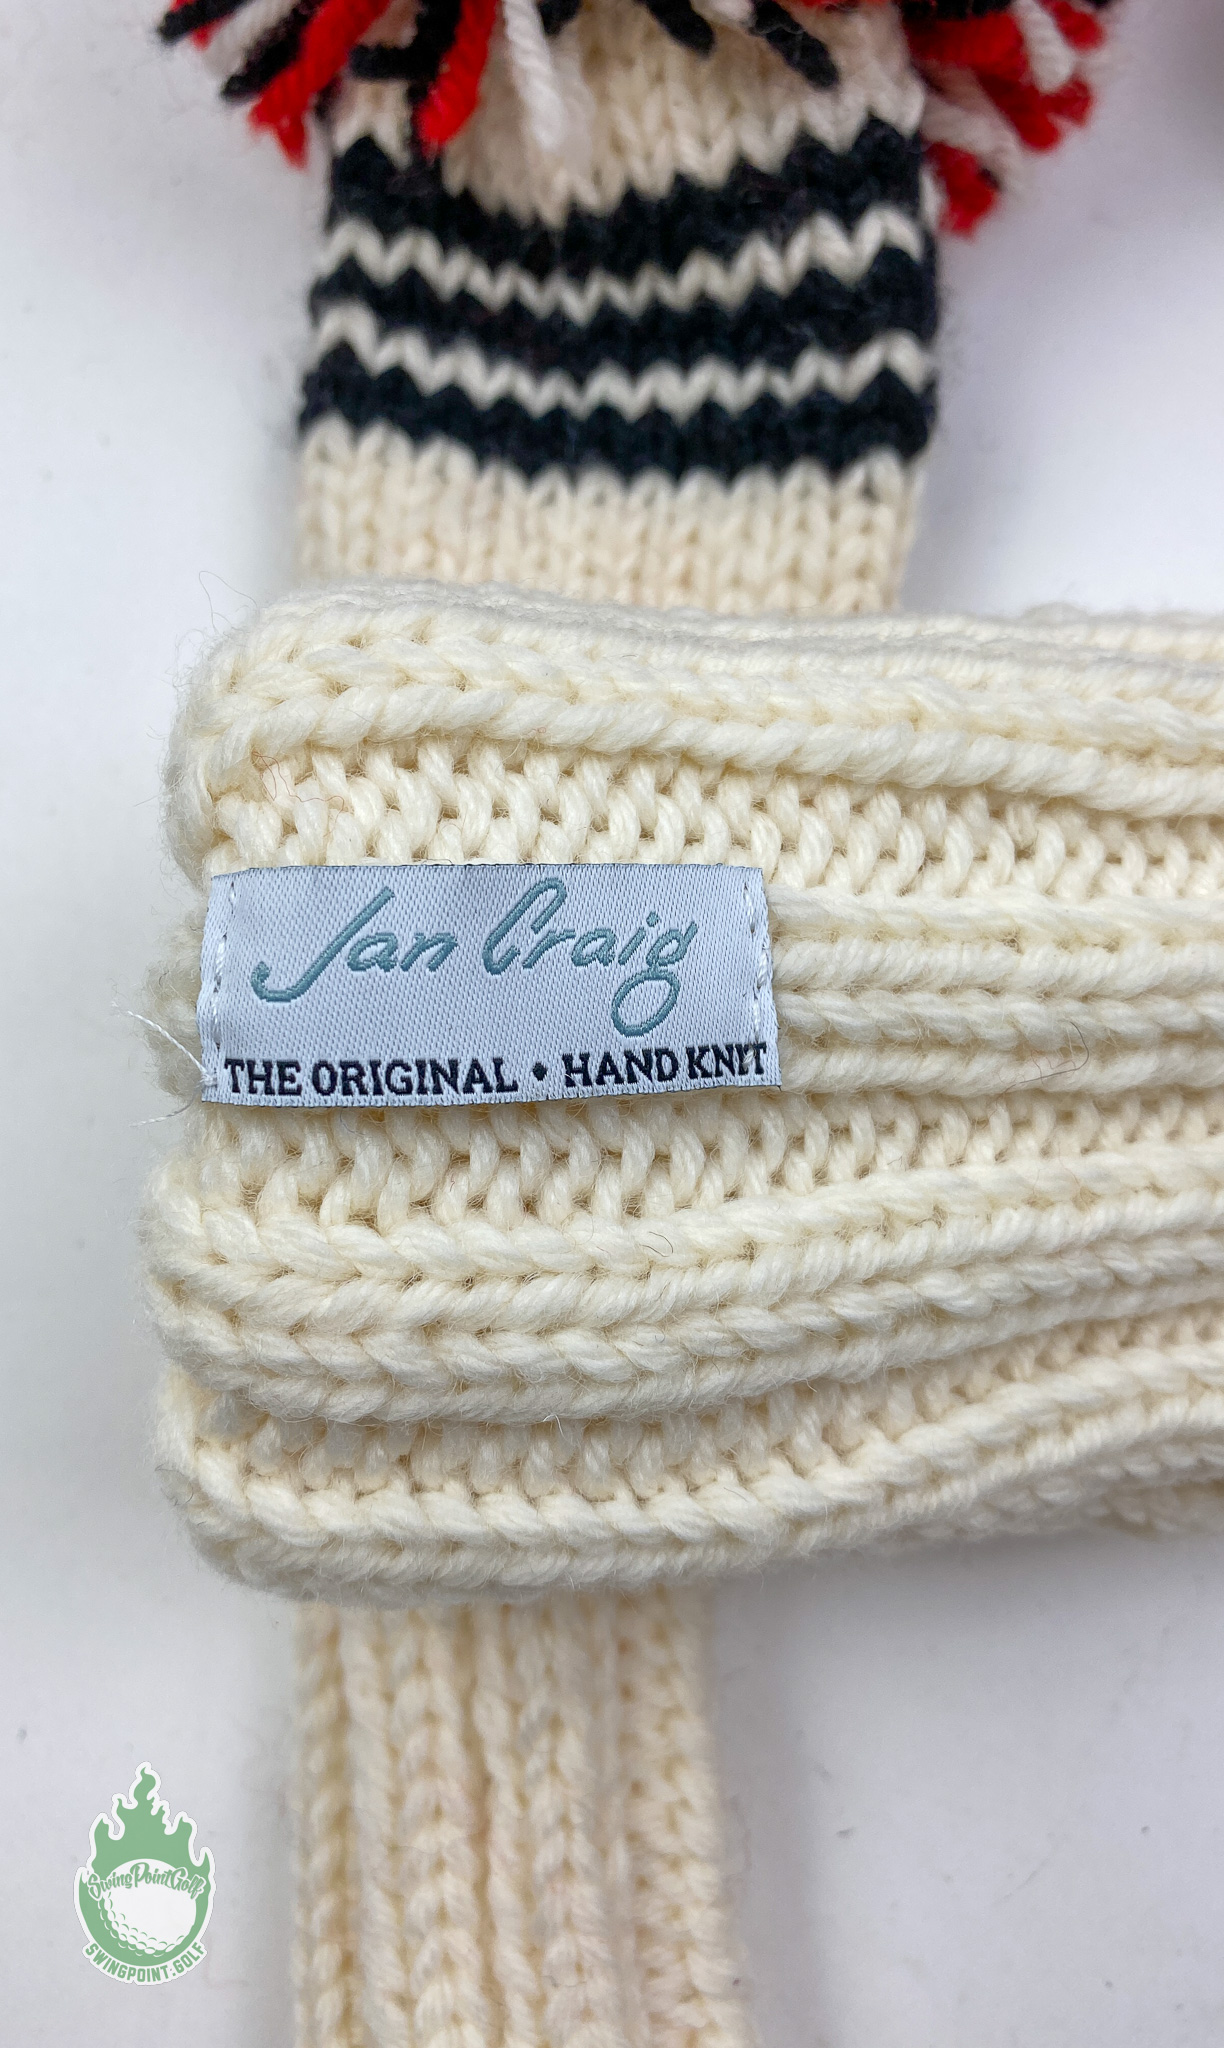 Jan Craig
THE ORIGINAL • HAND KNIT
SwingPointGolf
SWINGPOINT.GOLF